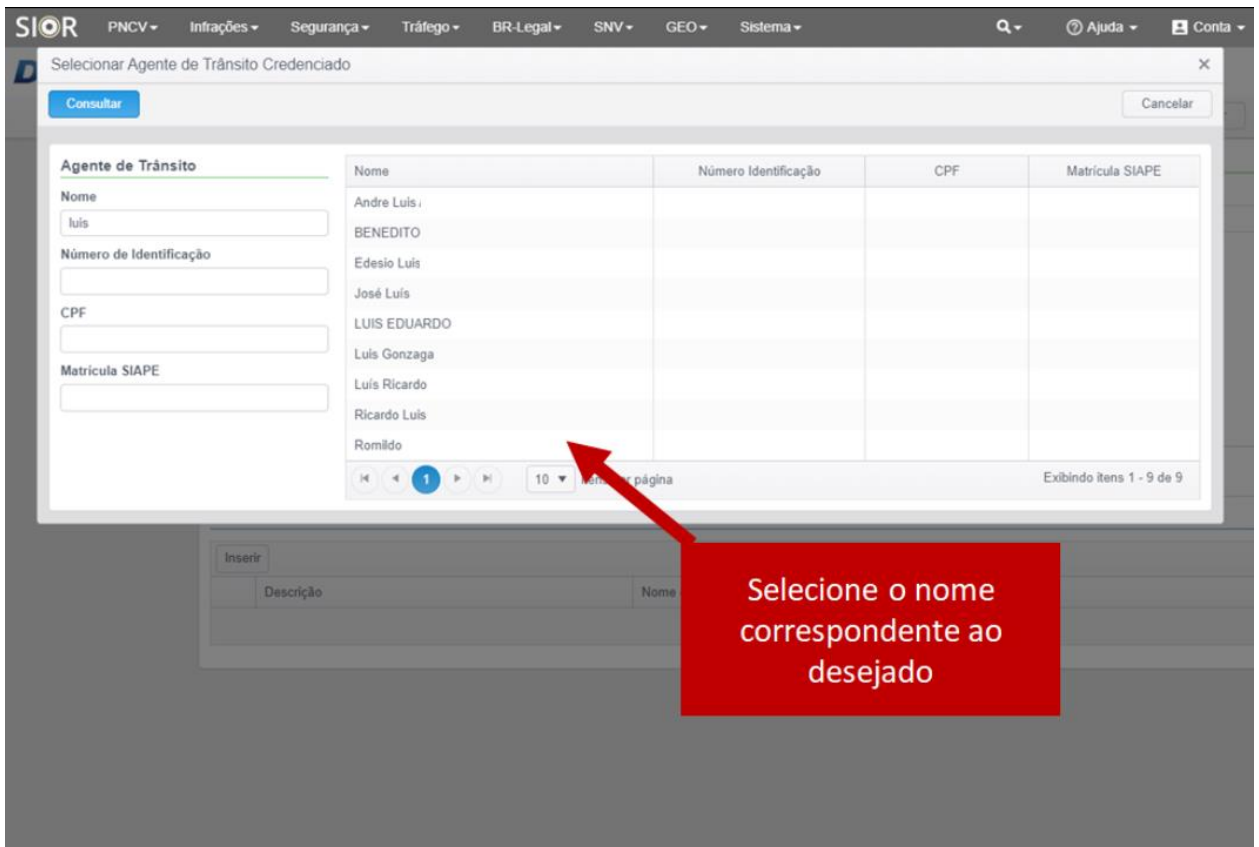 SIOR PNCV Infrações Segurança Tráfego BR-Legal SNV GEO Sistema Ajuda Conta
D
Selecionar Agente de Trânsito Credenciado
Consultar Cancelar
Agente de Trânsito
Nome
luis
Número de Identificação
CPF
Matrícula SIAPE
Nome Número Identificação CPF Matrícula SIAPE
Andre Luis
BENEDITO
Edesio Luis
José Luís
LUIS EDUARDO
Luis Gonzaga
Luís Ricardo
Ricardo Luis
Romildo
1 10 página Exibindo itens 1 - 9 de 9
Inserir
Descrição Nome
Selecione o nome
correspondente ao
desejado